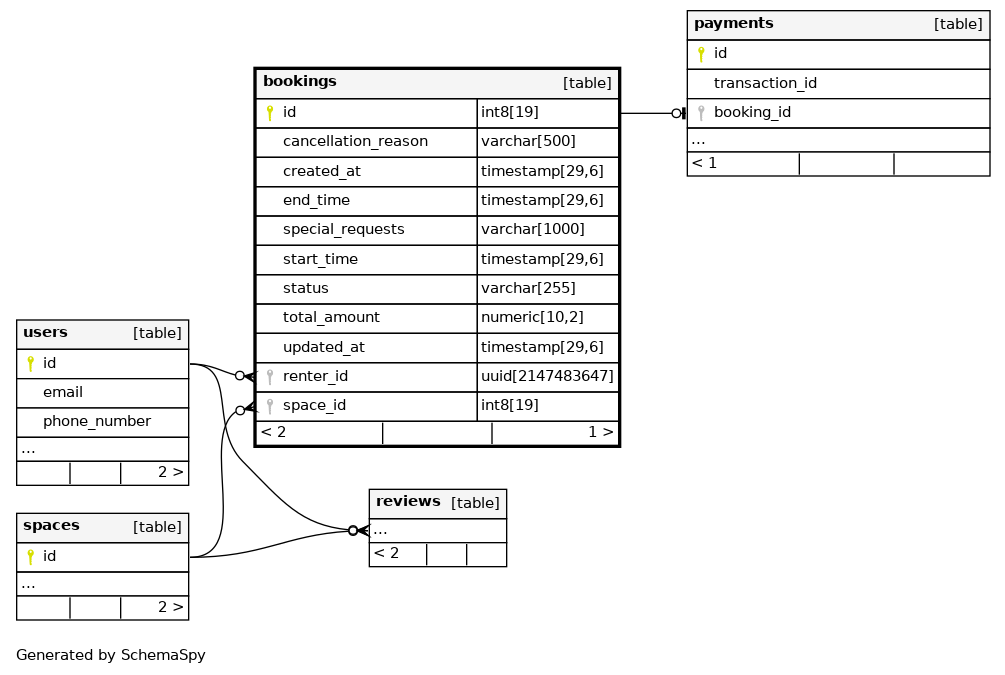 payments [table]
id
transaction_id
booking_id
...
< 1
bookings [table]
id int8[19]
cancellation_reason varchar[500]
created_at timestamp[29,6]
end_time timestamp[29,6]
special_requests varchar[1000]
start_time timestamp[29,6]
status varchar[255]
total_amount numeric[10,2]
updated_at timestamp[29,6]
renter_id uuid[2147483647]
space_id int8[19]
< 2 1 >
users [table]
id
email
phone_number
...
2 >
reviews [table]
...
< 2
spaces [table]
id
...
2 >
Generated by SchemaSpy